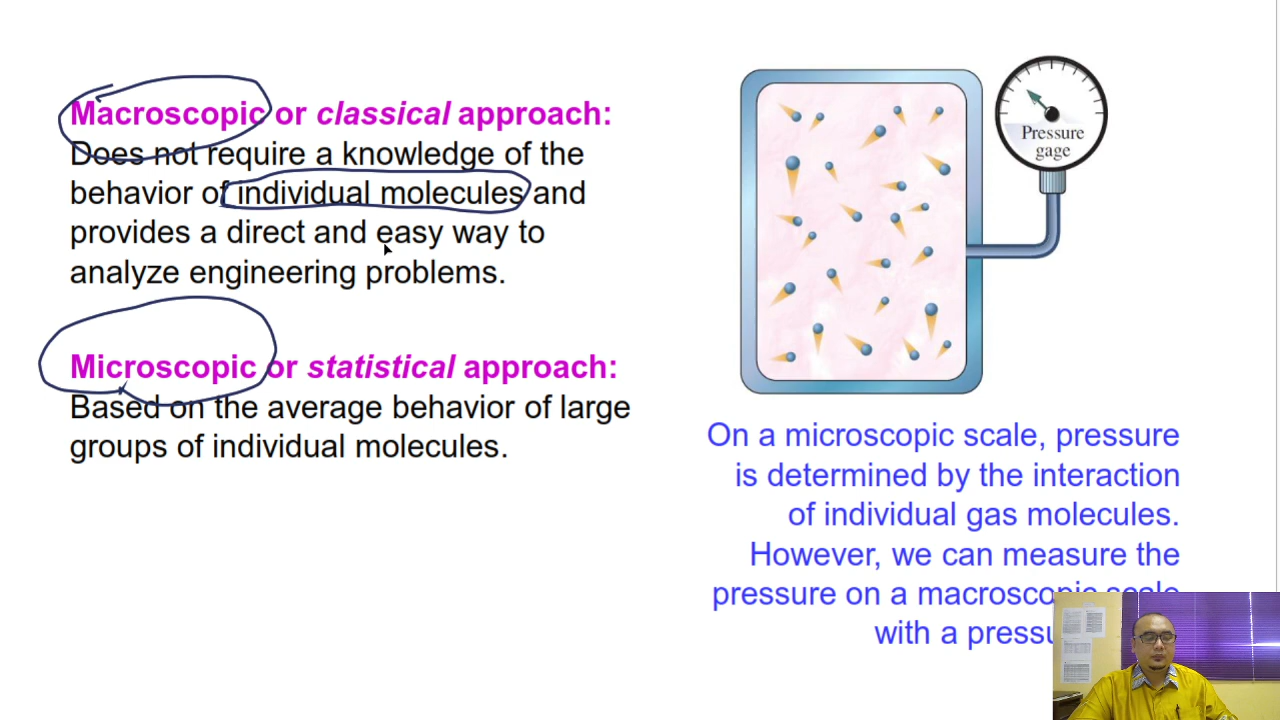 Macroscopic or classical approach:
Does not require a knowledge of the
behavior of individual molecules and
provides a direct and easy way to
analyze engineering problems.
Microscopic or statistical approach:
Based on the average behavior of large
groups of individual molecules.
Pressure
gage
On a microscopic scale, pressure
is determined by the interaction
of individual gas molecules.
However, we can measure the
pressure on a macroscopic scale
with a